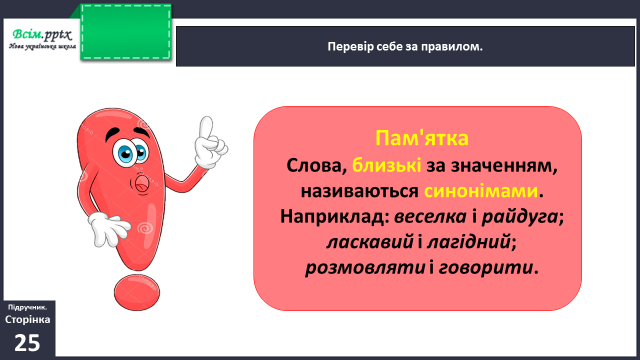 Всім.pptx
Нова українська школа
Перевір себе за правилом.
Пам'ятка
Слова, близькі за значенням,
називаються синонімами.
Наприклад: веселка і райдуга;
ласкавий і лагідний;
розмовляти і говорити.
Підручник.
Сторінка
25